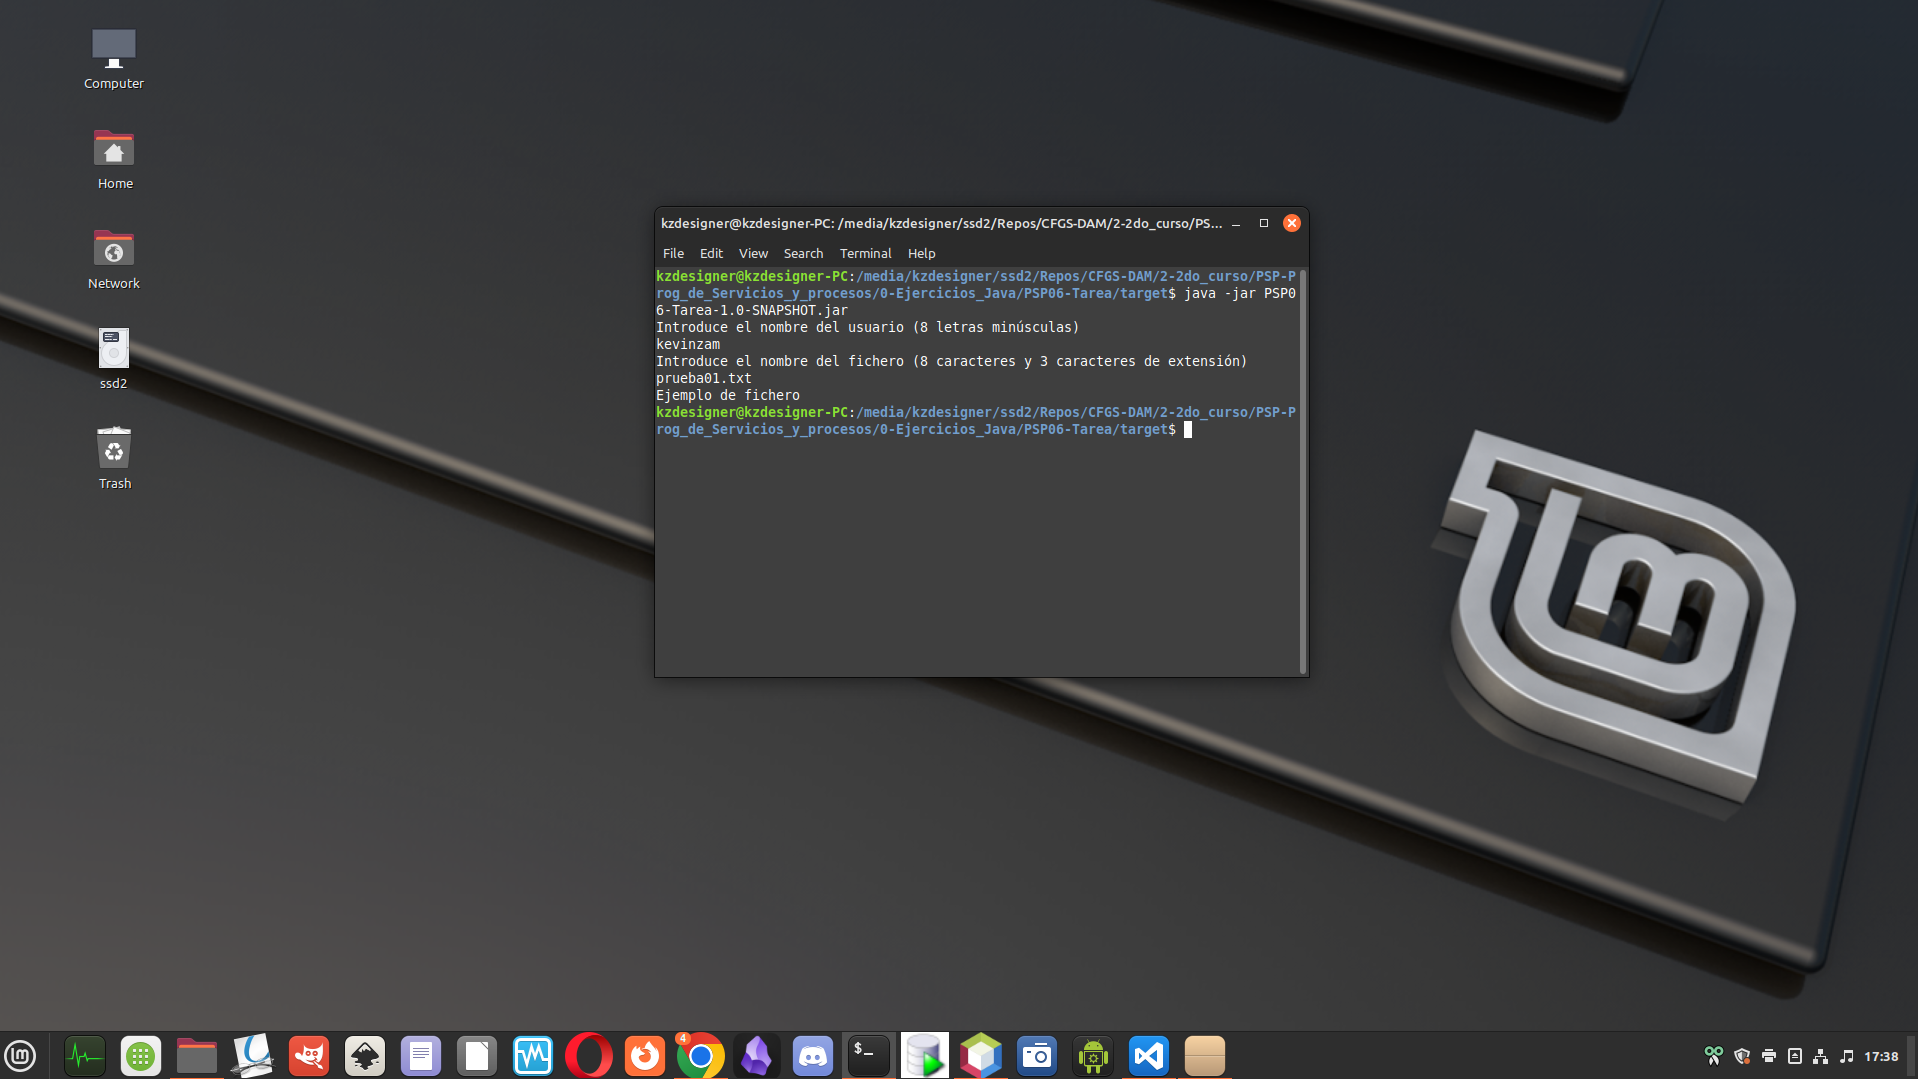 Computer
Home
Network
ssd2
Trash
kzdesigner@kzdesigner-PC: /media/kzdesigner/ssd2/Repos/CFGS-DAM/2-2do_curso/PS...
File Edit View Search Terminal Help
kzdesigner@kzdesigner-PC:/media/kzdesigner/ssd2/Repos/CFGS-DAM/2-2do_curso/PSP-P
rog_de_Servicios_y_procesos/0-Ejercicios_Java/PSP06-Tarea/target$ java -jar PSP0
6-Tarea-1.0-SNAPSHOT.jar
Introduce el nombre del usuario (8 letras minúsculas)
kevinzam
Introduce el nombre del fichero (8 caracteres y 3 caracteres de extensión)
prueba01.txt
Ejemplo de fichero
kzdesigner@kzdesigner-PC:/media/kzdesigner/ssd2/Repos/CFGS-DAM/2-2do_curso/PSP-P
rog_de_Servicios_y_procesos/0-Ejercicios_Java/PSP06-Tarea/target$
4
$_
17:38